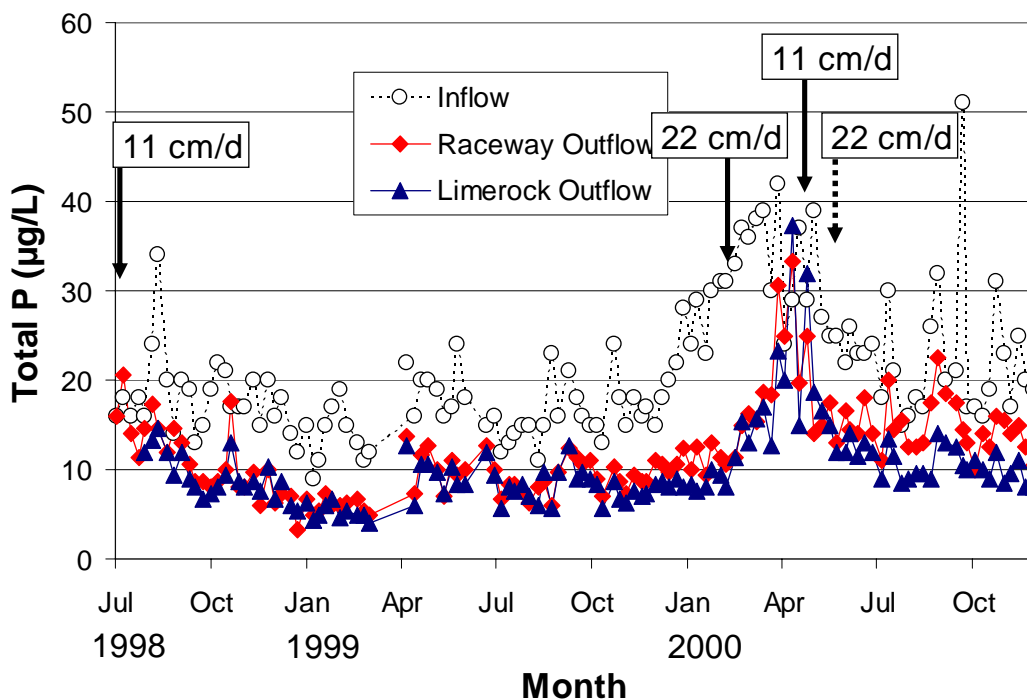 60
50
40
30
20
10
0
Total P (µg/L)
Inflow
Raceway Outflow
Limerock Outflow
11 cm/d
22 cm/d
11 cm/d
22 cm/d
Jul Oct Jan Apr Jul Oct Jan Apr Jul Oct
1998 1999 2000
Month